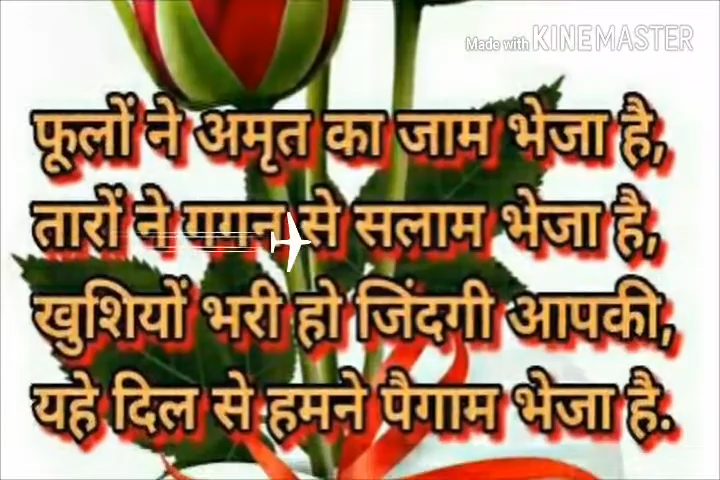 Made with KINEMASTER
फूलों ने अमृत का जाम भेजा है,
तारों ने गगन से सलाम भेजा है,
खुशियों भरी हो जिंदगी आपकी,
यहे दिल से हमने पैगाम भेजा है.